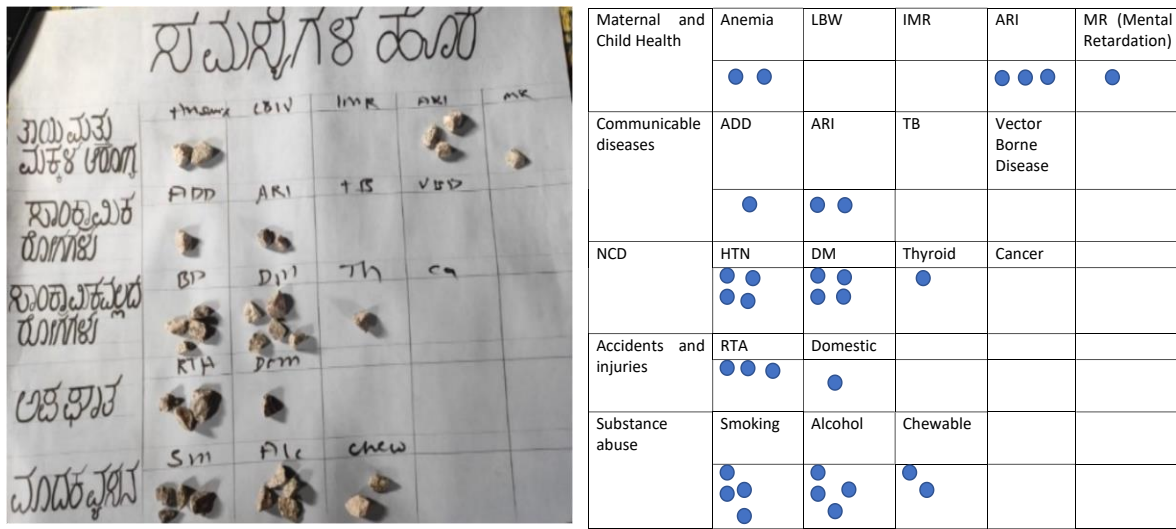 ಸಮಸ್ಯೆಗಳ ಹೊರೆ
LBW IMR ARI MR
ತಾಯಿ ಮತ್ತು
ಮಕ್ಕಳ ಆರೋಗ್ಯ
ADD ARI TB VBD
ಸಾಂಕ್ರಾಮಿಕ
ರೋಗಗಳು
BP Dm Th Ca
ಸಾಂಕ್ರಾಮಿಕವಲ್ಲದ
ರೋಗಗಳು
RTA Dom
ಅಪಘಾತ
Sm Alc chew
Maternal and Anemia LBW IMR ARI MR (Mental
Child Health Retardation)
Communicable ADD ARI TB Vector
diseases Borne
Disease
NCD HTN DM Thyroid Cancer
Accidents and RTA Domestic
injuries
Substance Smoking Alcohol Chewable
abuse